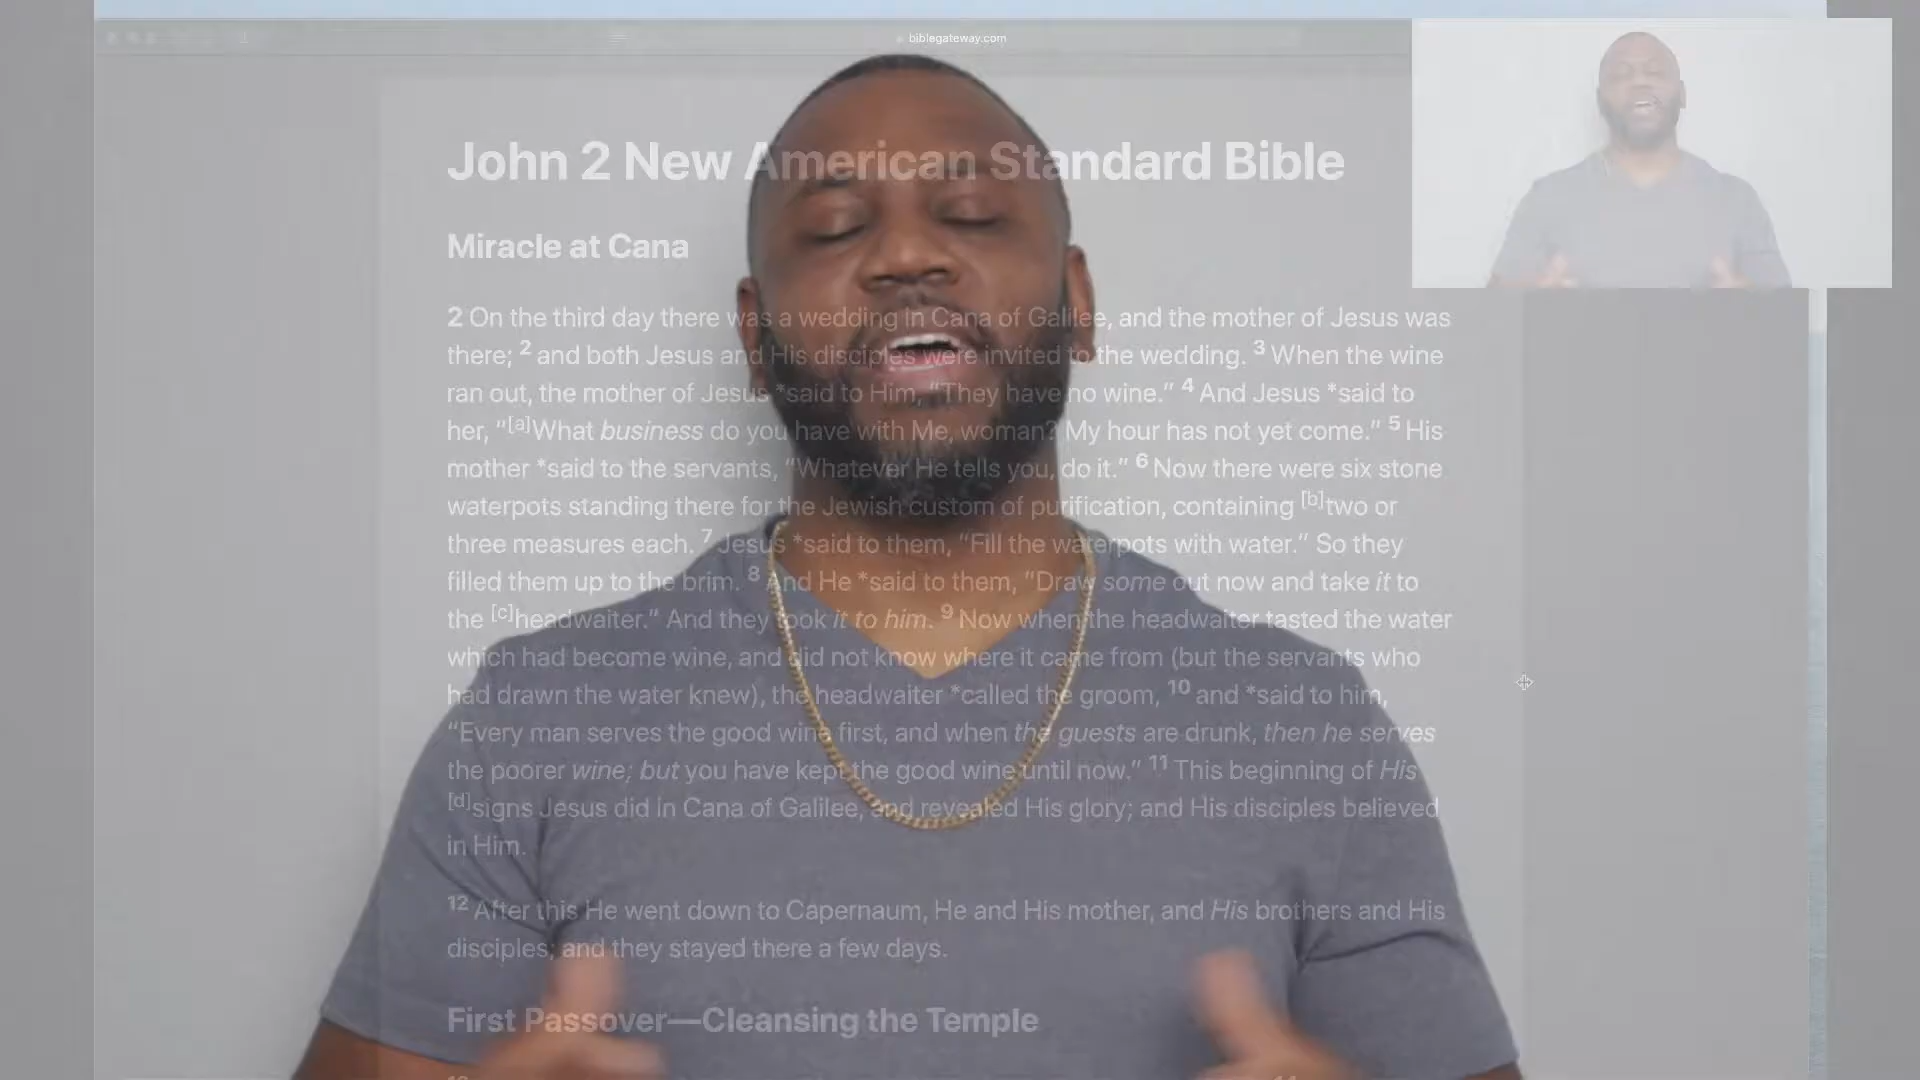 biblegateway.com
John 2 New American Standard Bible
Miracle at Cana
2 On the third day there was a wedding in Cana of Galilee, and the mother of Jesus was
there; 2 and both Jesus and His disciples were invited to the wedding. 3 When the wine
ran out, the mother of Jesus *said to Him, “They have no wine.” 4 And Jesus *said to
her, “[a]What business do you have with Me, woman? My hour has not yet come.” 5 His
mother *said to the servants, “Whatever He tells you, do it.” 6 Now there were six stone
waterpots standing there for the Jewish custom of purification, containing [b]two or
three measures each. 7 Jesus *said to them, “Fill the waterpots with water.” So they
filled them up to the brim. 8 And He *said to them, “Draw some out now and take it to
the [c]headwaiter.” And they took it to him. 9 Now when the headwaiter tasted the water
which had become wine, and did not know where it came from (but the servants who
had drawn the water knew), the headwaiter *called the groom, 10 and *said to him,
“Every man serves the good wine first, and when the guests are drunk, then he serves
the poorer wine; but you have kept the good wine until now.” 11 This beginning of His
[d]signs Jesus did in Cana of Galilee, and revealed His glory; and His disciples believed
in Him.
12 After this He went down to Capernaum, He and His mother, and His brothers and His
disciples; and they stayed there a few days.
First Passover—Cleansing the Temple